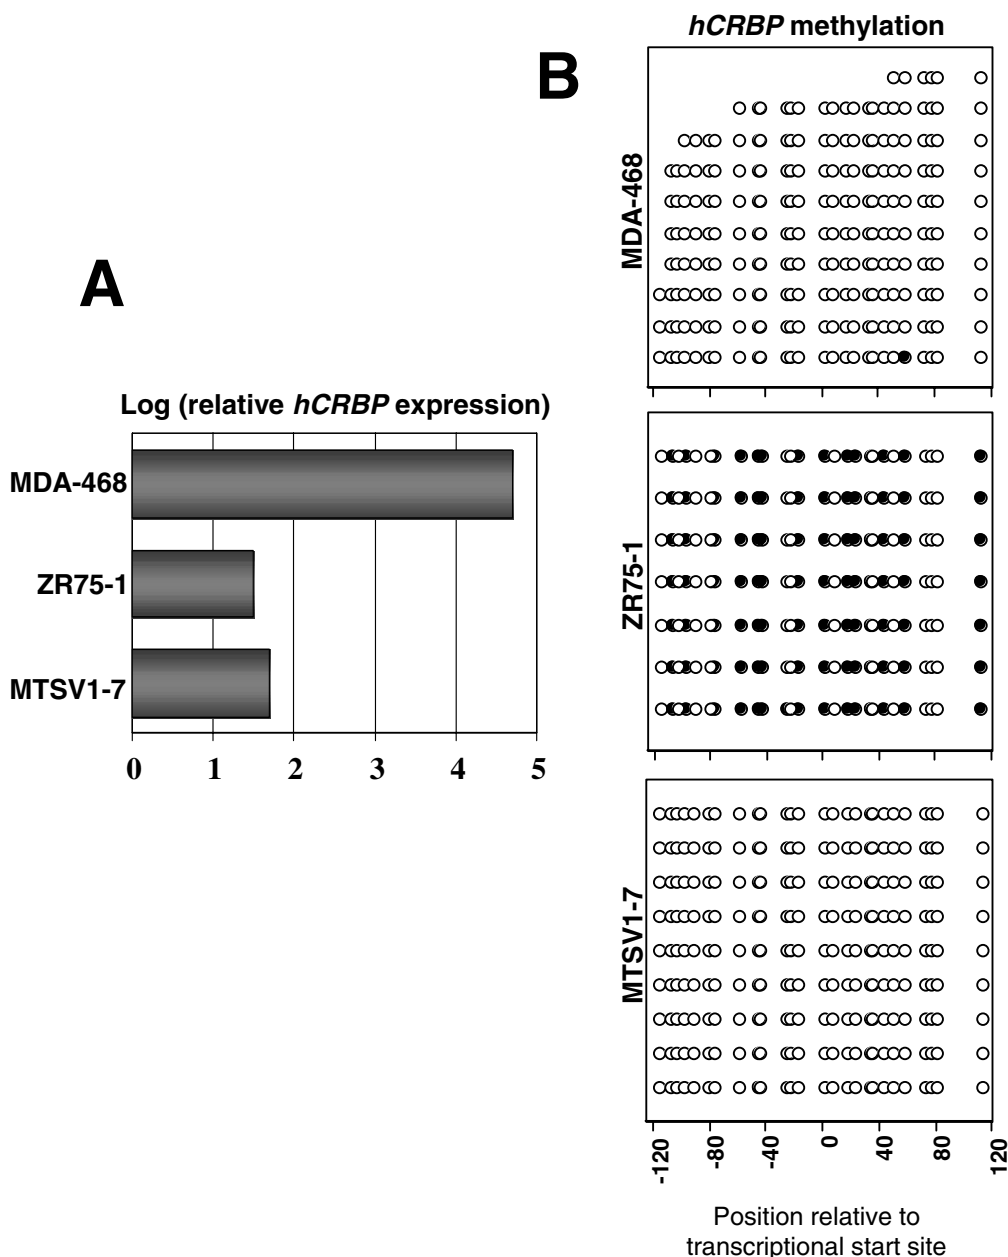 A
Log (relative hCRBP expression)
MDA-468
ZR75-1
MTSV1-7
0 1 2 3 4 5
B
hCRBP methylation
MDA-468
ZR75-1
MTSV1-7
-120 -80 -40 0 40 80 120
Position relative to
transcriptional start site